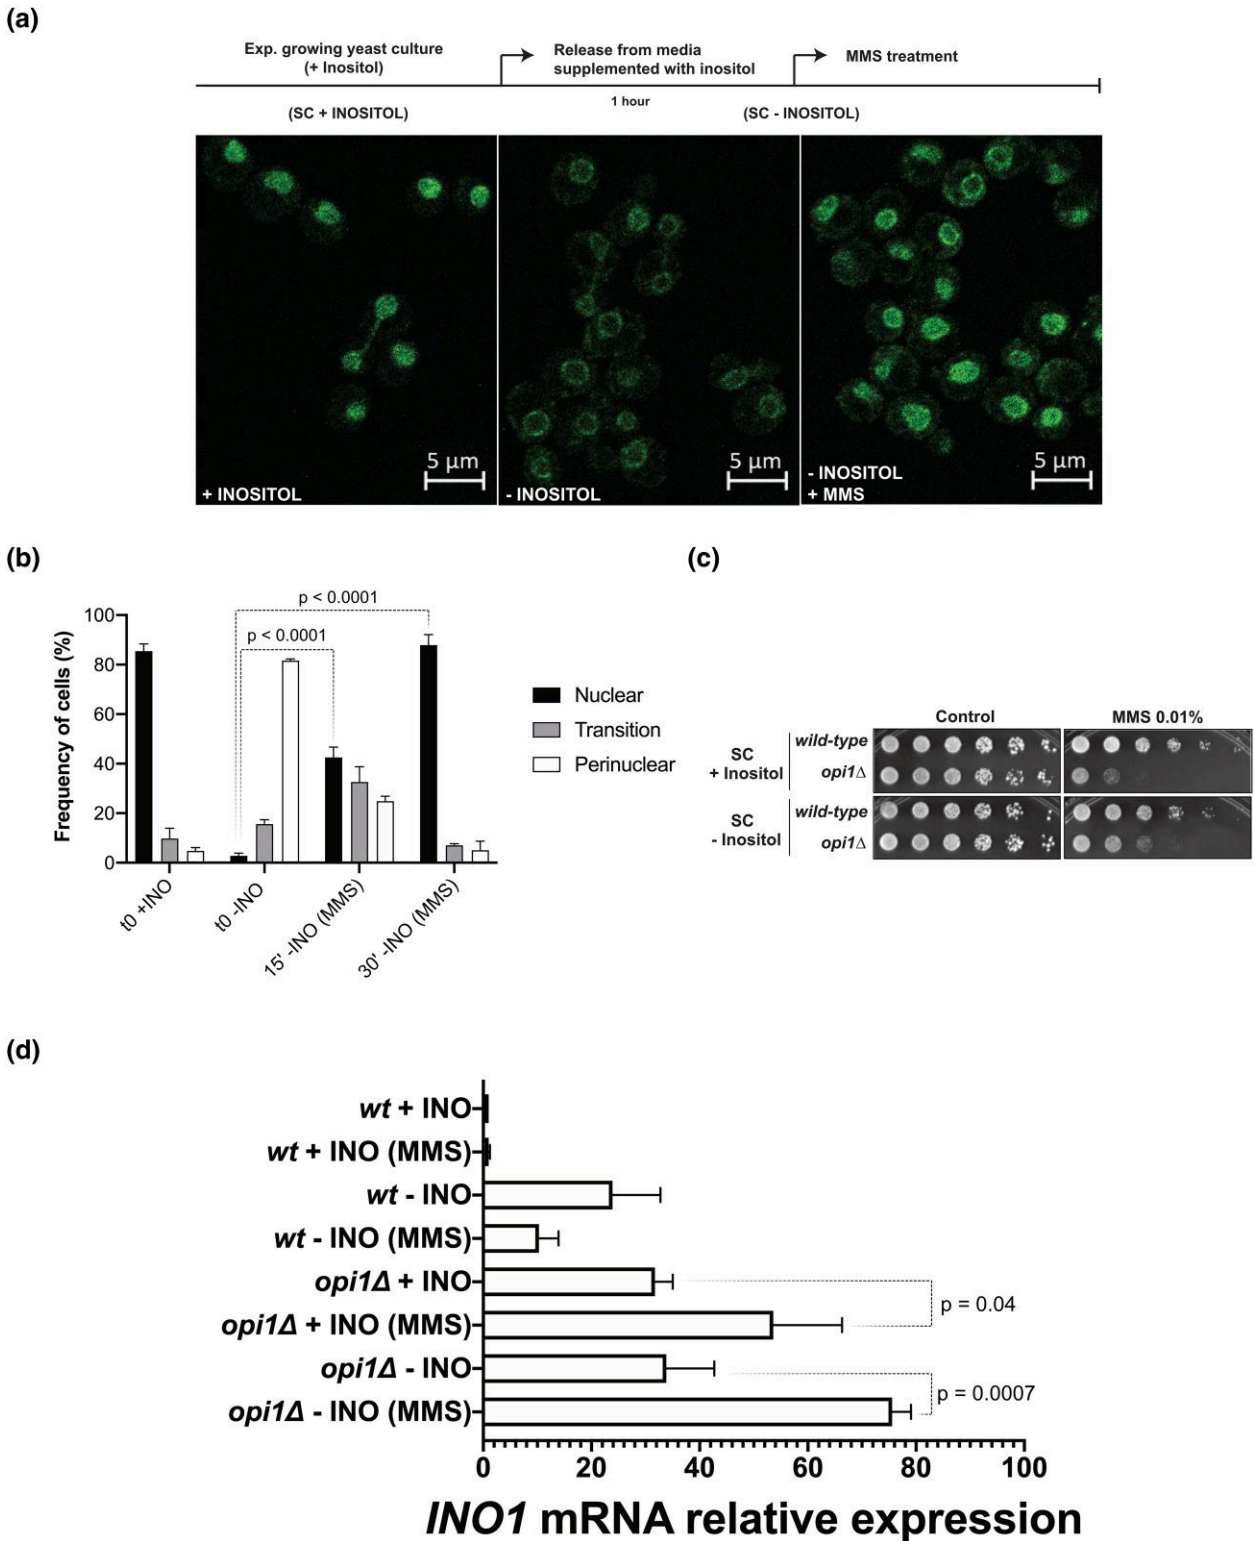 (a)
Exp. growing yeast culture
(+ Inositol)
Release from media
supplemented with inositol
MMS treatment
1 hour
(SC + INOSITOL)
(SC - INOSITOL)
5 μm
5 μm
5 μm
+ INOSITOL
- INOSITOL
- INOSITOL
+ MMS
(b)
p < 0.0001
p < 0.0001
Frequency of cells (%)
100
80
60
40
20
0
t0 +INO
t0 -INO
15' -INO (MMS)
30' -INO (MMS)
Nuclear
Transition
Perinuclear
(c)
Control
MMS 0.01%
SC
+ Inositol
wild-type
opi1Δ
SC
- Inositol
wild-type
opi1Δ
(d)
wt + INO
wt + INO (MMS)
wt - INO
wt - INO (MMS)
opi1Δ + INO
opi1Δ + INO (MMS)
opi1Δ - INO
opi1Δ - INO (MMS)
p = 0.04
p = 0.0007
0 20 40 60 80 100
INO1 mRNA relative expression